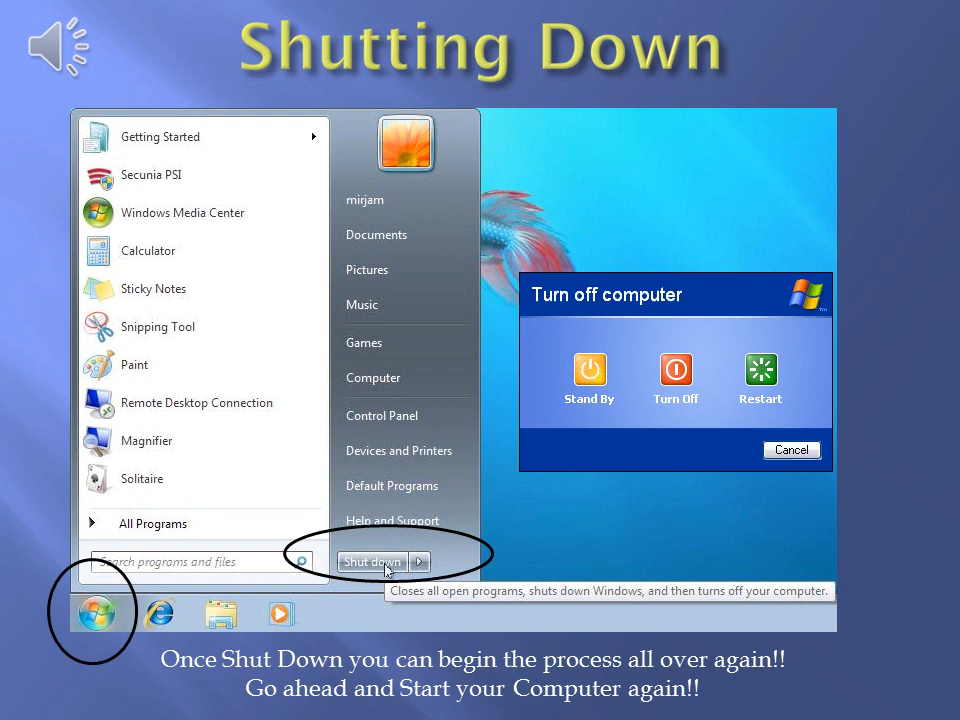 Shutting Down
Getting Started
Secunia PSI
Windows Media Center
Calculator
Sticky Notes
Snipping Tool
Paint
Remote Desktop Connection
Magnifier
Solitaire
All Programs
Search programs and files
mirjam
Documents
Pictures
Music
Games
Computer
Control Panel
Devices and Printers
Default Programs
Help and Support
Shut down
Closes all open programs, shuts down Windows, and then turns off your computer.
Turn off computer
Stand By
Turn Off
Restart
Cancel
Once Shut Down you can begin the process all over again!!
Go ahead and Start your Computer again!!